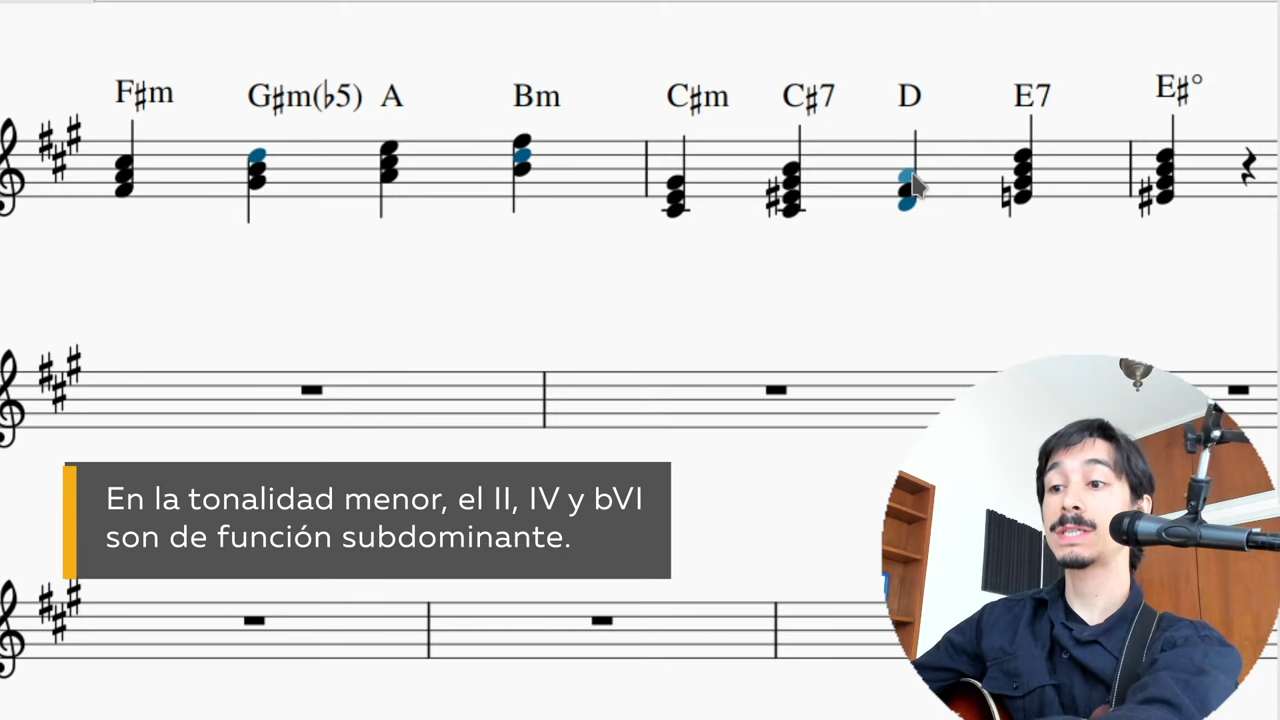 F♯m G♯m(♭5) A Bm C♯m C♯7 D E7 E♯°
En la tonalidad menor, el II, IV y bVI
son de función subdominante.